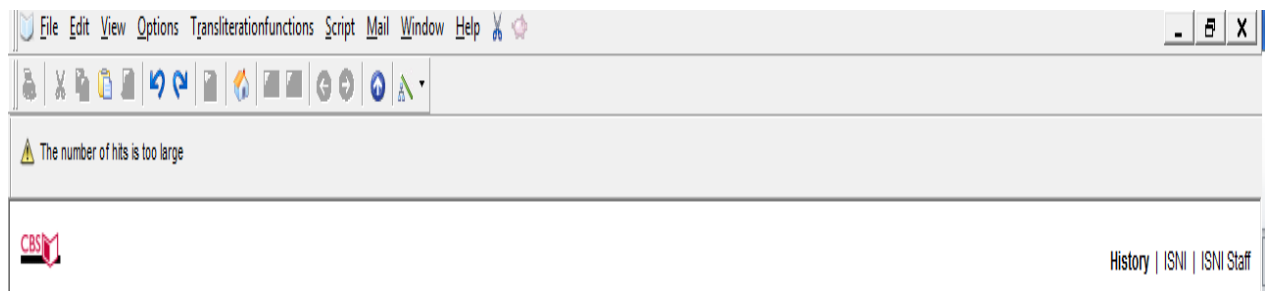 File Edit View Options Transliterationfunctions Script Mail Window Help
The number of hits is too large
CBS
History | ISNI | ISNI Staff